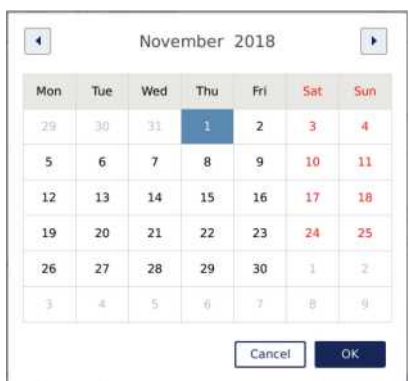 November 2018
Mon Tue Wed Thu Fri Sat Sun
29 30 31 1 2 3 4
5 6 7 8 9 10 11
12 13 14 15 16 17 18
19 20 21 22 23 24 25
26 27 28 29 30 1 2
3 4 5 6 7 8 9
Cancel OK